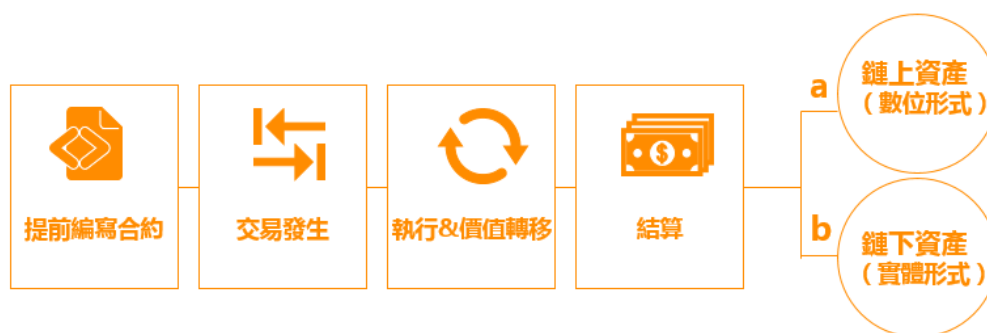 提前編寫合約
交易發生
執行&價值轉移
$
結算
a
鏈上資產
（數位形式）
b
鏈下資產
（實體形式）